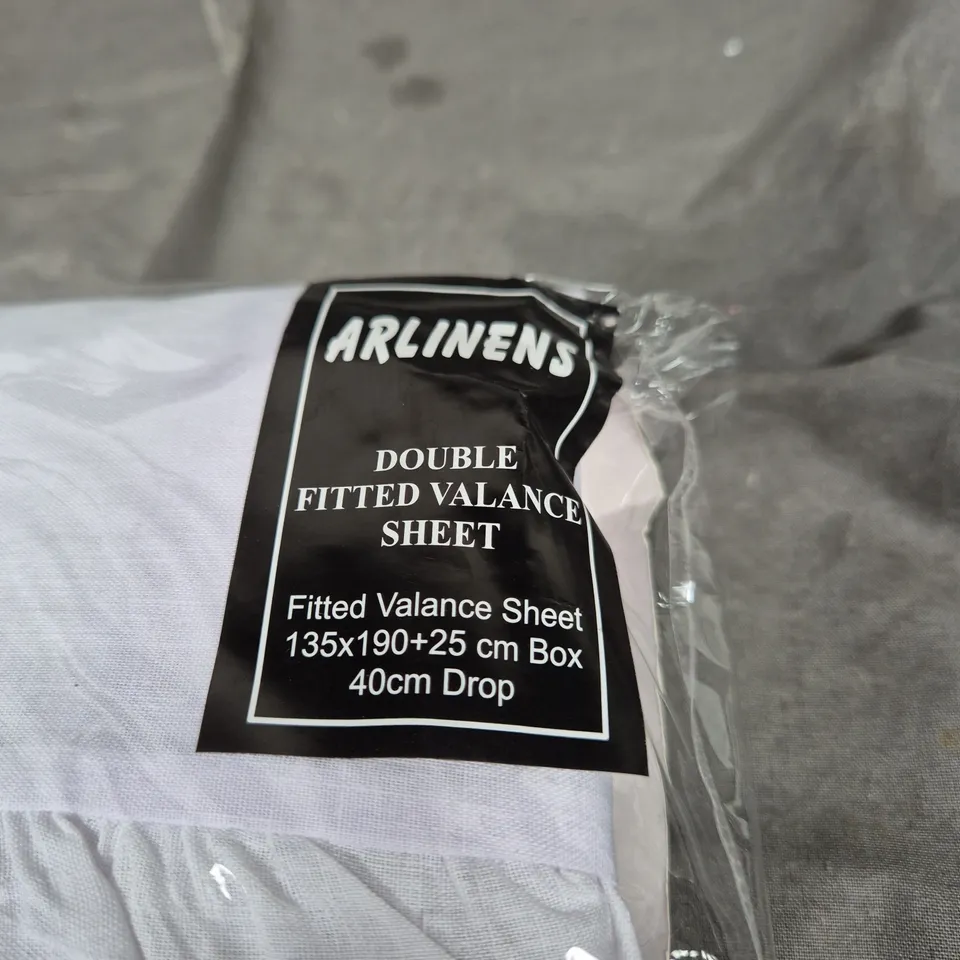 ARLINENS
DOUBLE
FITTED VALANCE
SHEET
Fitted Valance Sheet
135x190+25 cm Box
40cm Drop